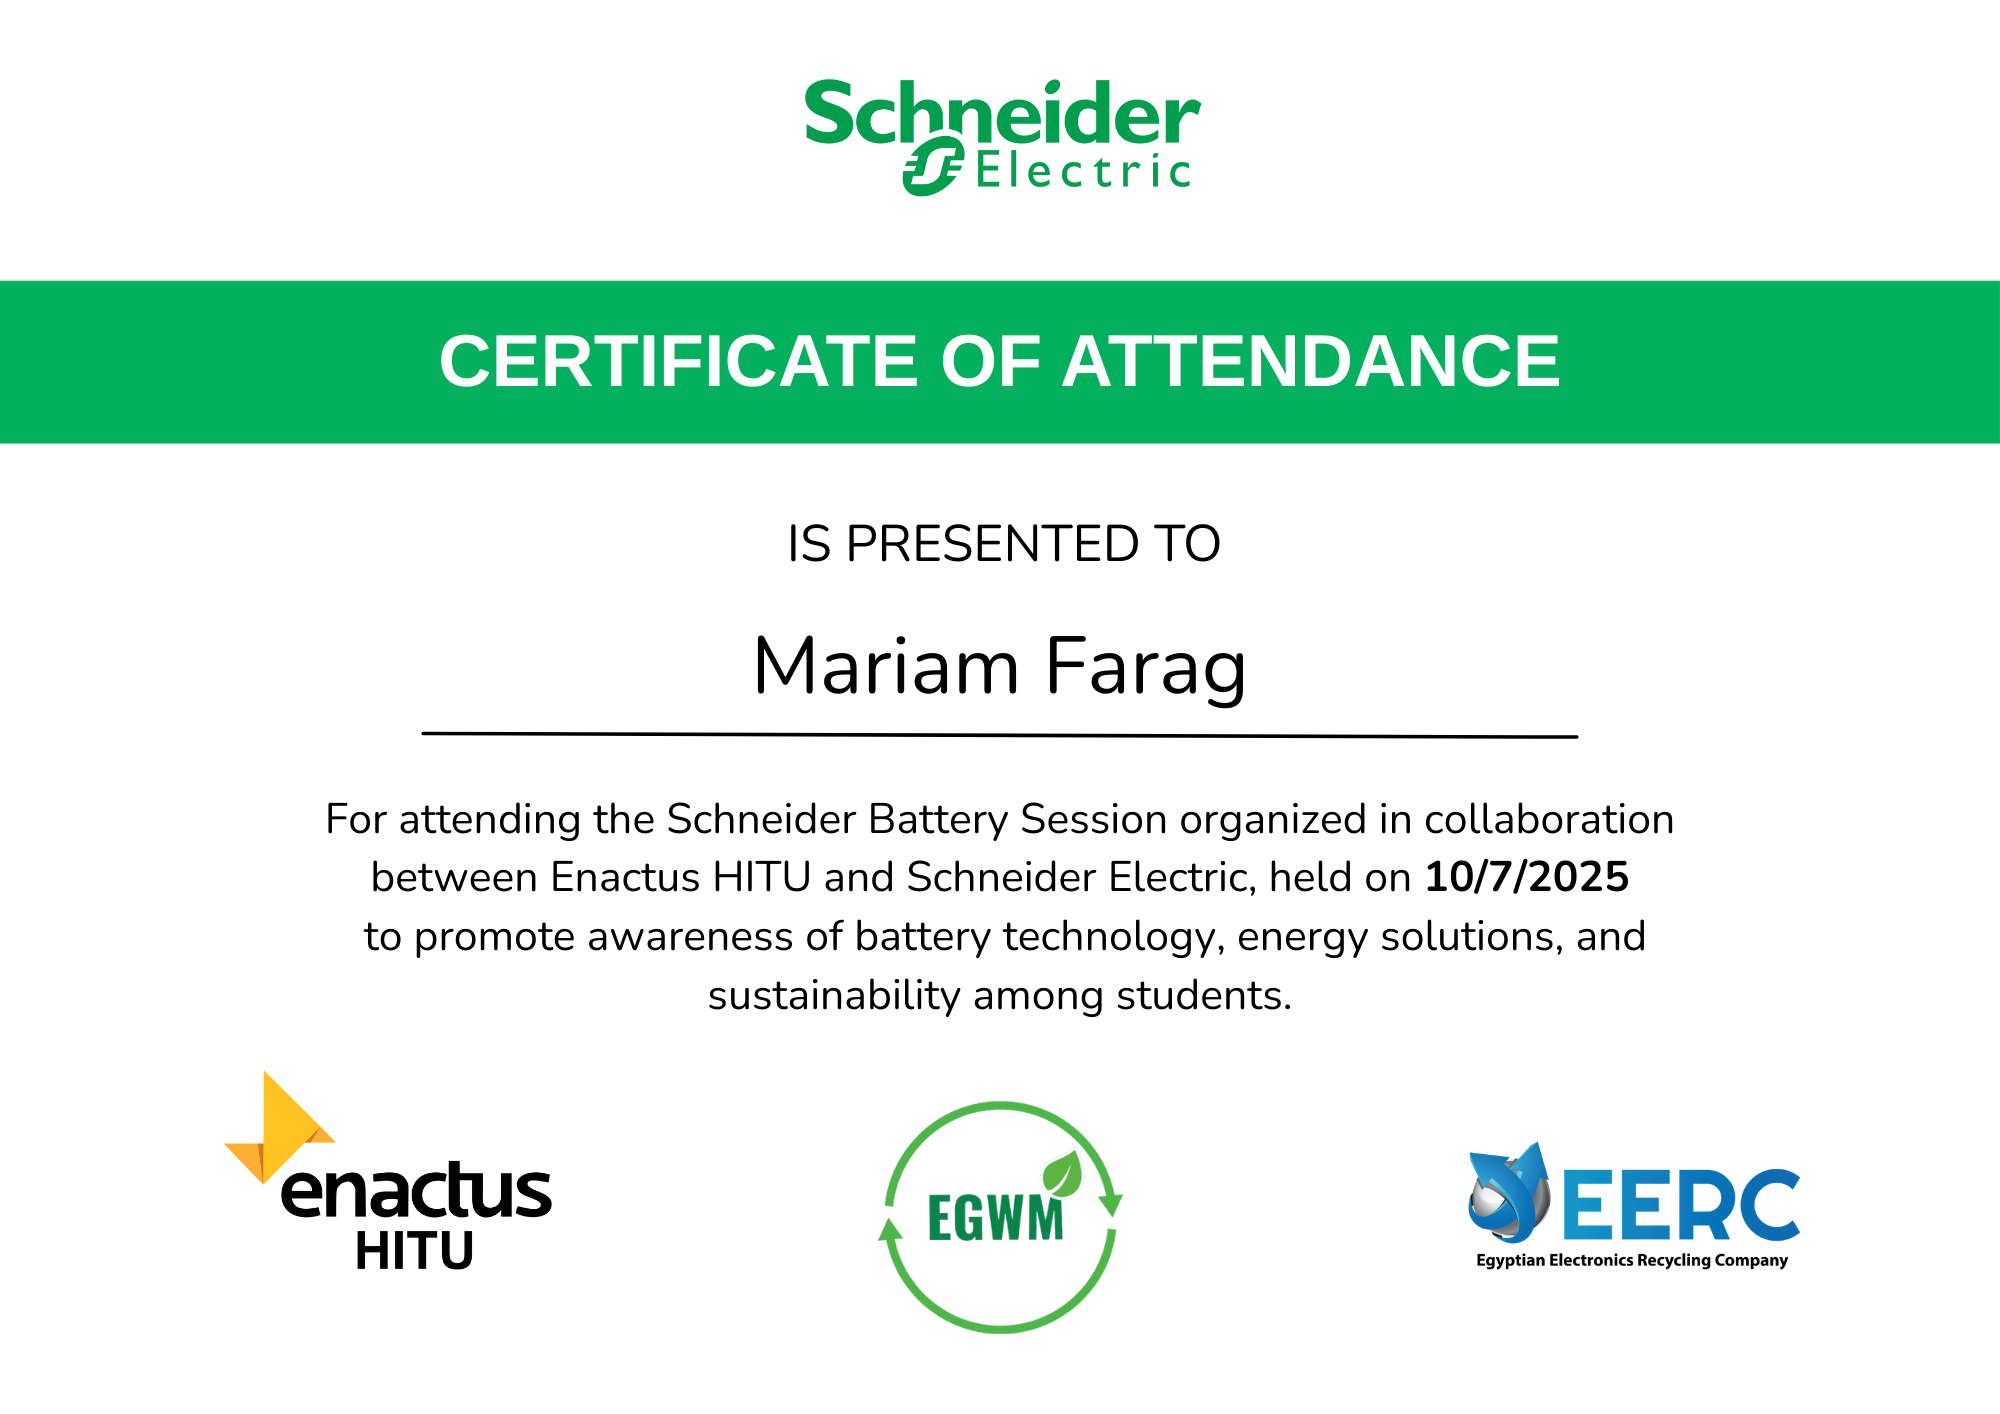 Schneider
Electric
CERTIFICATE OF ATTENDANCE
IS PRESENTED TO
Mariam Farag
For attending the Schneider Battery Session organized in collaboration
between Enactus HITU and Schneider Electric, held on 10/7/2025
to promote awareness of battery technology, energy solutions, and
sustainability among students.
enactus
HITU
EGWM
EERC
Egyptian Electronics Recycling Company